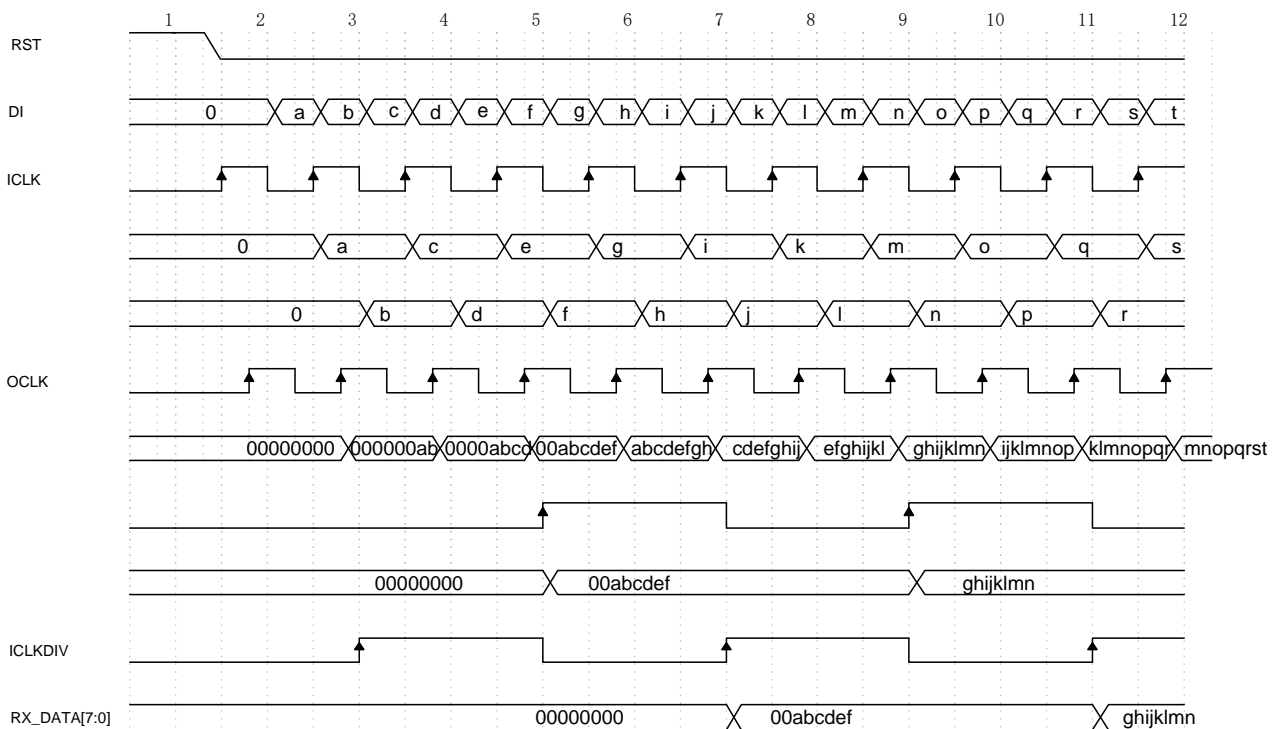 1 2 3 4 5 6 7 8 9 10 11 12
RST
DI 0 a b c d e f g h i j k l m n o p q r s t
ICLK
0 a c e g i k m o q s
0 b d f h j l n p r
OCLK
00000000 000000ab 0000abcd 00abcdef abcdefgh cdefghij efghijkl ghijklmn ijklmnop klmnopqr mnopqrst
00000000 00abcdef ghijklmn
ICLKDIV
RX_DATA[7:0] 00000000 00abcdef ghijklmn